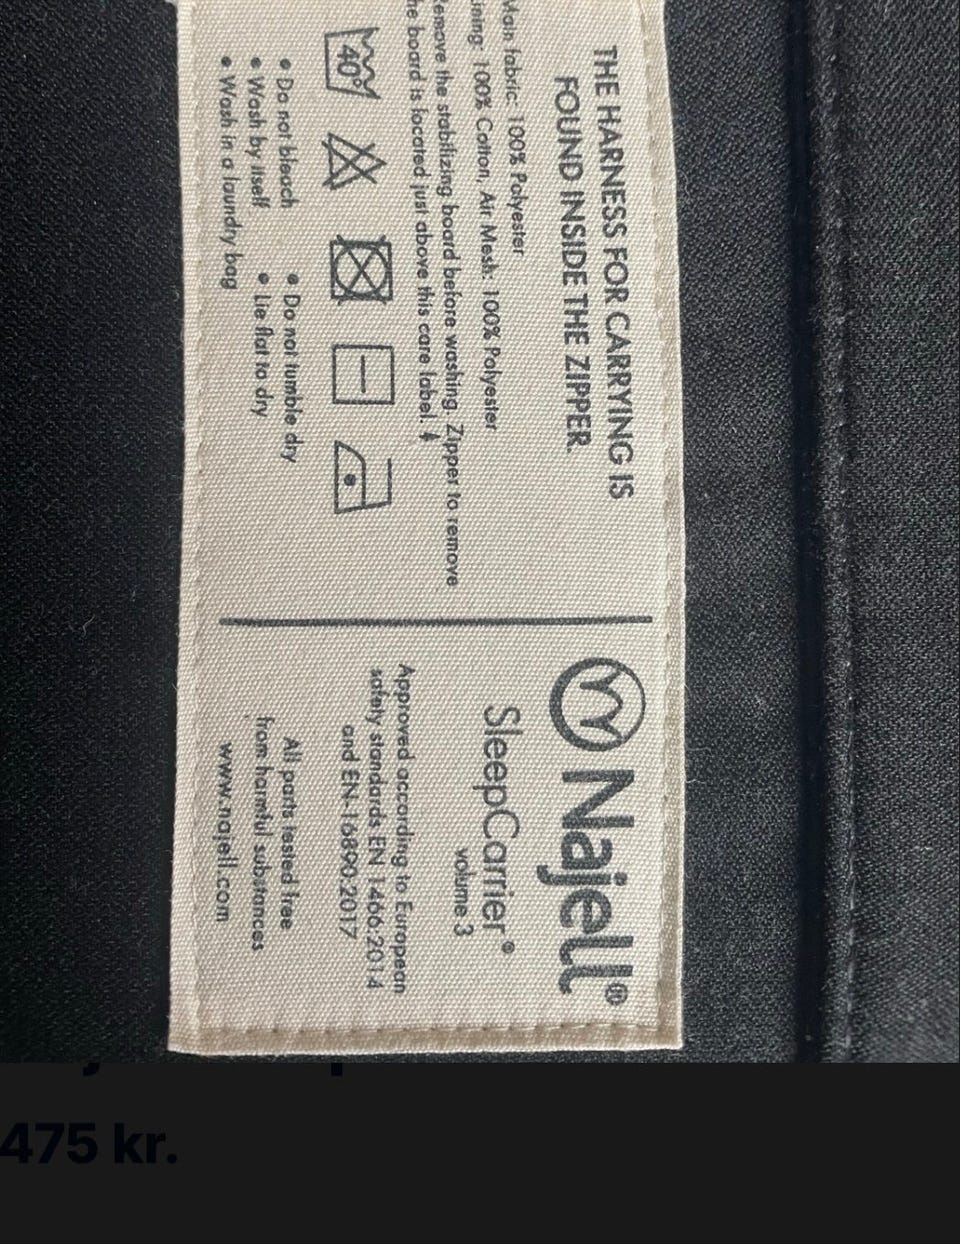 THE HARNESS FOR CARRYING IS
FOUND INSIDE THE ZIPPER.
Main fabric: 100% Polyester
ining: 100% Cotton, Air Mesh: 100% Polyester
emove the stabilizing board before washing. Zipper to remove
he board is located just above this care label.
40°
• Do not bleach
• Wash by itself
• Wash in a laundry bag
• Do not tumble dry
• Lie flat to dry
Najell®
SleepCarrier®
volume 3
Approved according to European
safety standards EN 1466:2014
and EN-16890:2017
All parts tested free
from harmful substances
www.najell.com
475 kr.